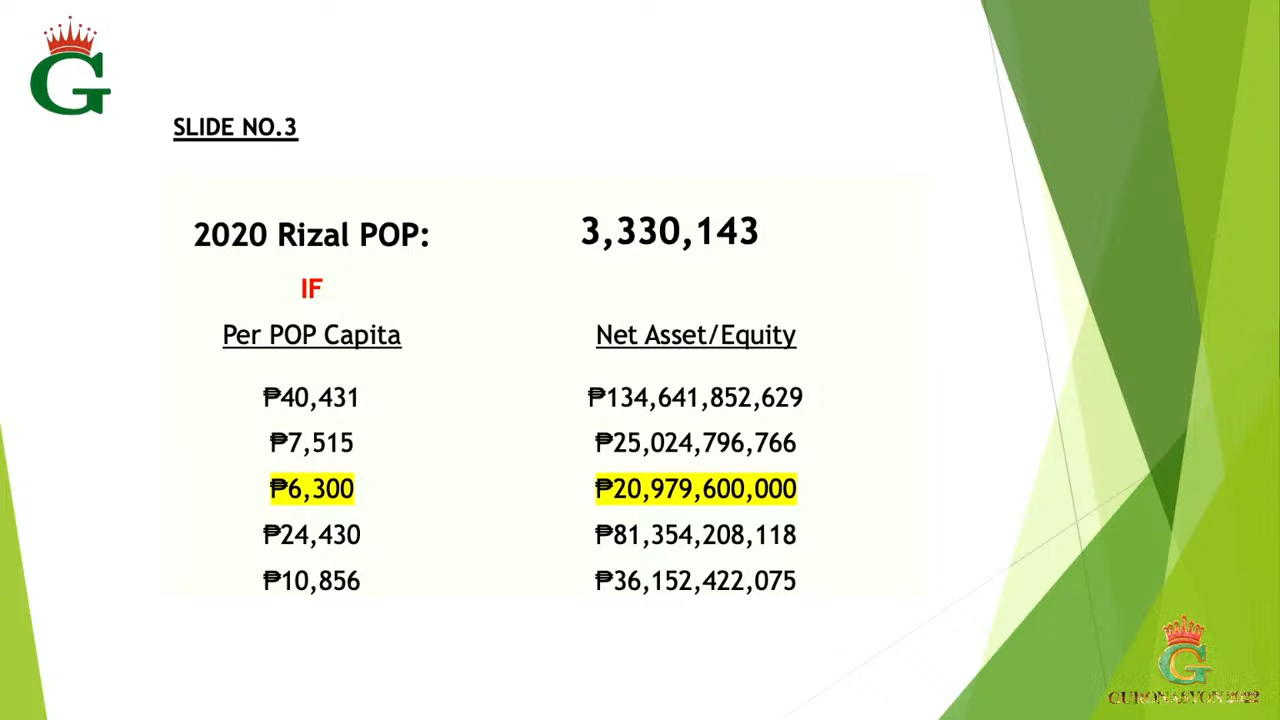 G
SLIDE NO.3
2020 Rizal POP: 3,330,143
IF
Per POP Capita Net Asset/Equity
₱40,431 ₱134,641,852,629
₱7,515 ₱25,024,796,766
₱6,300 ₱20,979,600,000
₱24,430 ₱81,354,208,118
₱10,856 ₱36,152,422,075
G
GURONASYON 2022